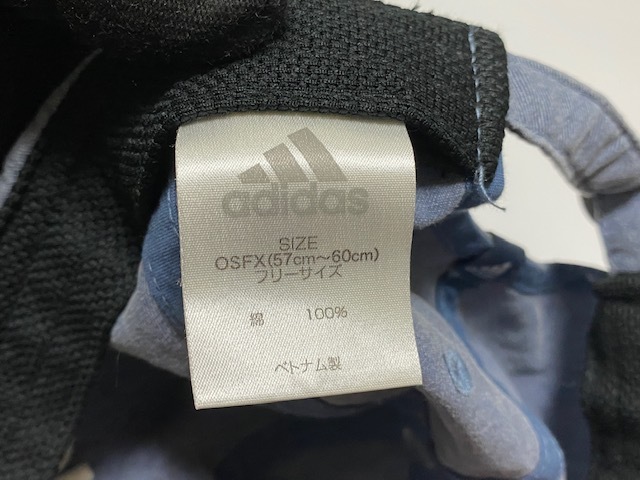 adidas
SIZE
OSFX(57cm～60cm)
フリーサイズ
綿 100%
ベトナム製